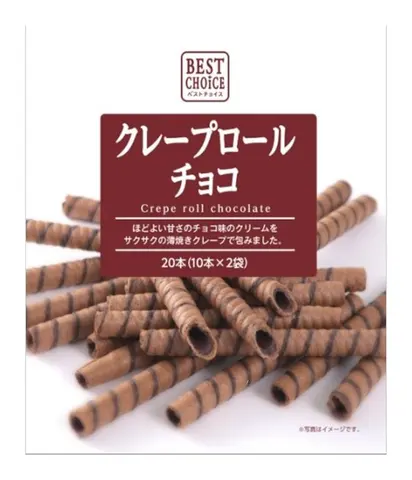 BEST
CHOiCE
ベストチョイス
クレープロール
チョコ
Crepe roll chocolate
ほどよい甘さのチョコ味のクリームを
サクサクの薄焼きクレープで包みました。
20本(10本×2袋)
※写真はイメージです。